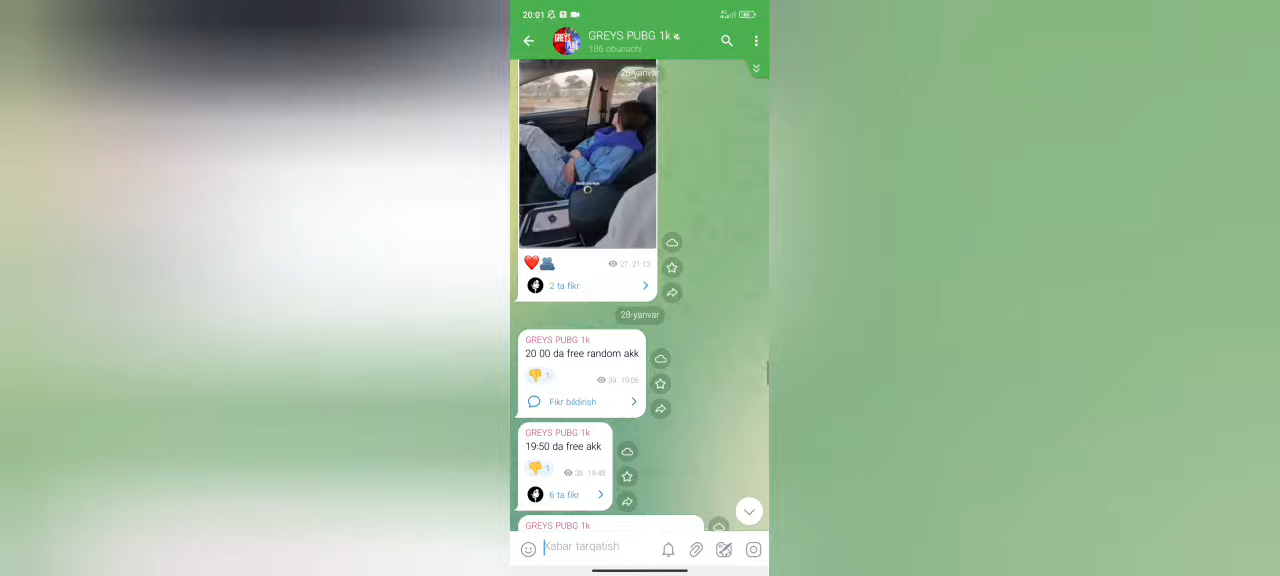 20:01
GREYS PUBG 1k
186 obunachi
GREYS
PUBG
26-yanvar
27 21:13
2 ta fikr
28-yanvar
GREYS PUBG 1k
20 00 da free random akk
1
39 19:06
Fikr bildirish
GREYS PUBG 1k
19:50 da free akk
1
38 19:48
6 ta fikr
GREYS PUBG 1k
Xabar tarqatish